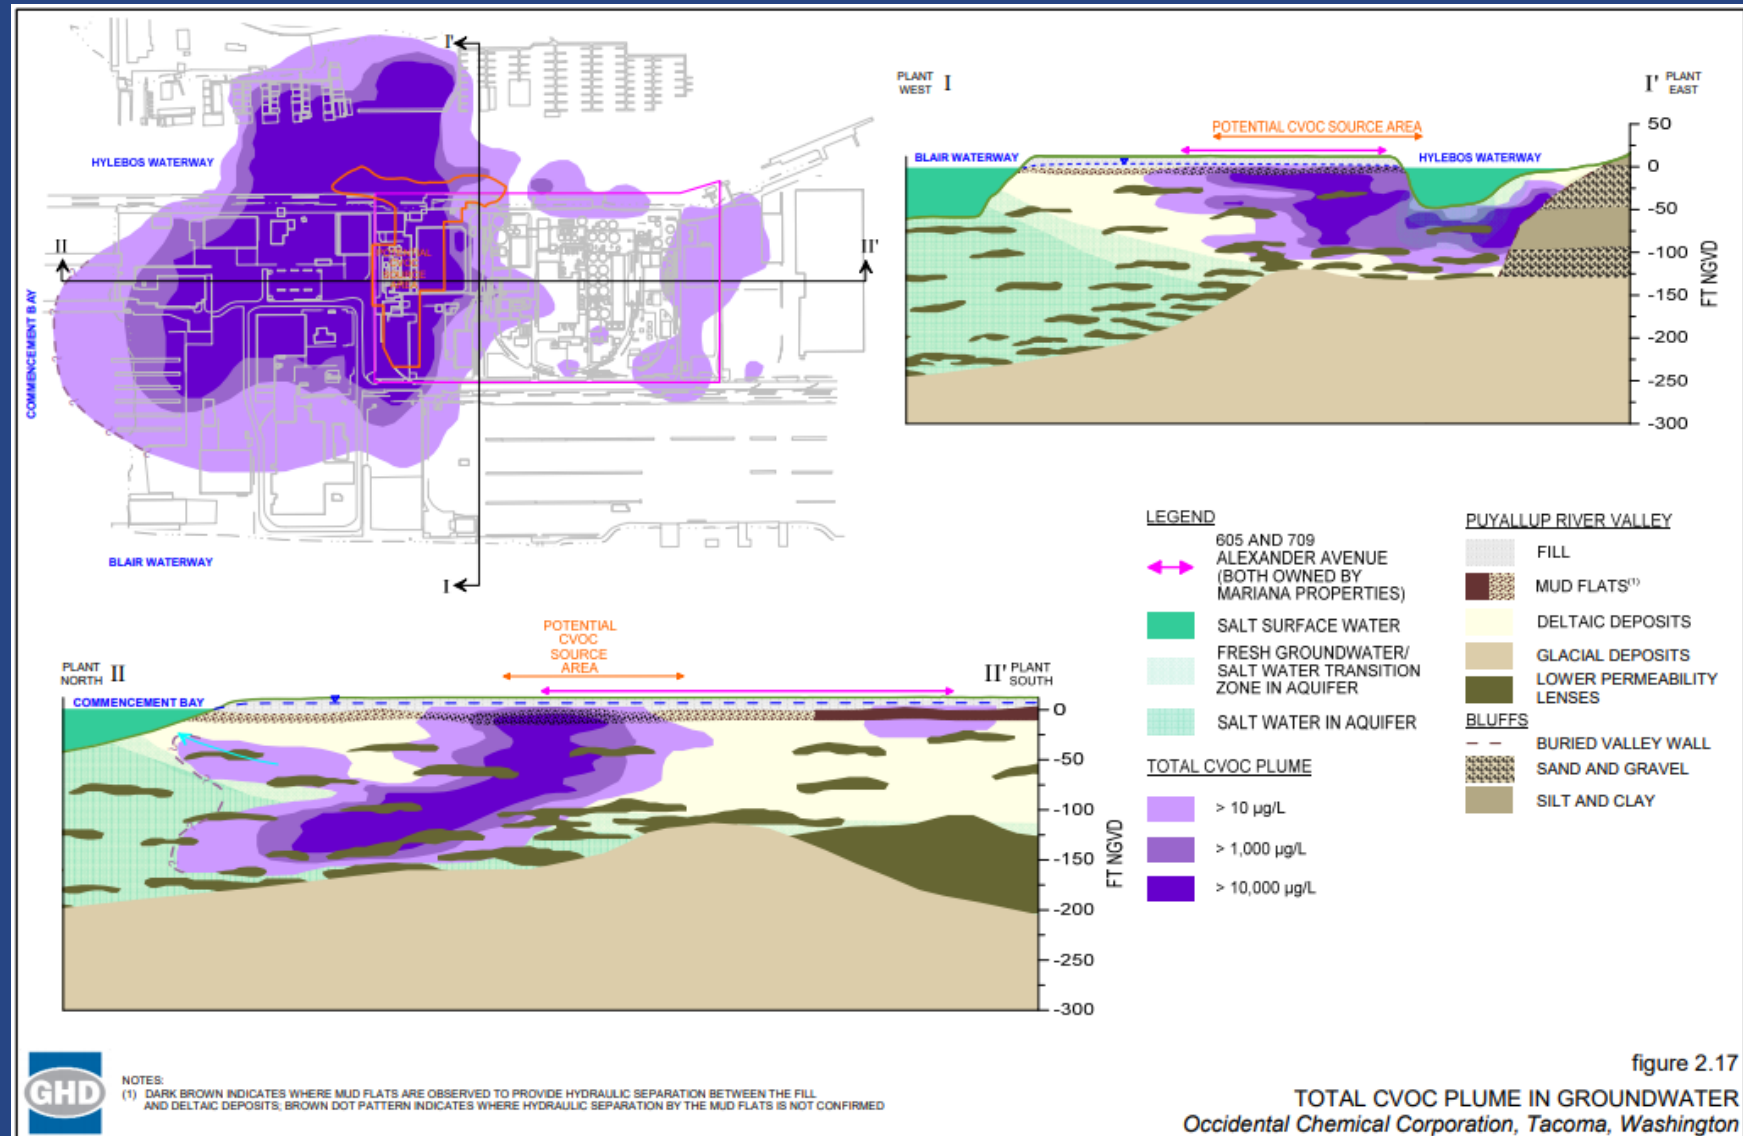 I'
HYLEBOS WATERWAY
II
II'
POTENTIAL
CVOC
SOURCE
AREA
COMMENCEMENT BAY
BLAIR WATERWAY
I
PLANT
WEST
I
I'
PLANT
EAST
POTENTIAL CVOC SOURCE AREA
BLAIR WATERWAY
HYLEBOS WATERWAY
50
0
-50
-100
-150
-200
-250
-300
FT NGVD
POTENTIAL
CVOC
SOURCE
AREA
PLANT
NORTH
II
II'
PLANT
SOUTH
COMMENCEMENT BAY
0
-50
-100
-150
-200
-250
-300
FT NGVD
LEGEND
605 AND 709
ALEXANDER AVENUE
(BOTH OWNED BY
MARIANA PROPERTIES)
SALT SURFACE WATER
FRESH GROUNDWATER/
SALT WATER TRANSITION
ZONE IN AQUIFER
SALT WATER IN AQUIFER
TOTAL CVOC PLUME
> 10 µg/L
> 1,000 µg/L
> 10,000 µg/L
PUYALLUP RIVER VALLEY
FILL
MUD FLATS(1)
DELTAIC DEPOSITS
GLACIAL DEPOSITS
LOWER PERMEABILITY
LENSES
BLUFFS
BURIED VALLEY WALL
SAND AND GRAVEL
SILT AND CLAY
GHD
NOTES:
(1) DARK BROWN INDICATES WHERE MUD FLATS ARE OBSERVED TO PROVIDE HYDRAULIC SEPARATION BETWEEN THE FILL
AND DELTAIC DEPOSITS; BROWN DOT PATTERN INDICATES WHERE HYDRAULIC SEPARATION BY THE MUD FLATS IS NOT CONFIRMED
figure 2.17
TOTAL CVOC PLUME IN GROUNDWATER
Occidental Chemical Corporation, Tacoma, Washington